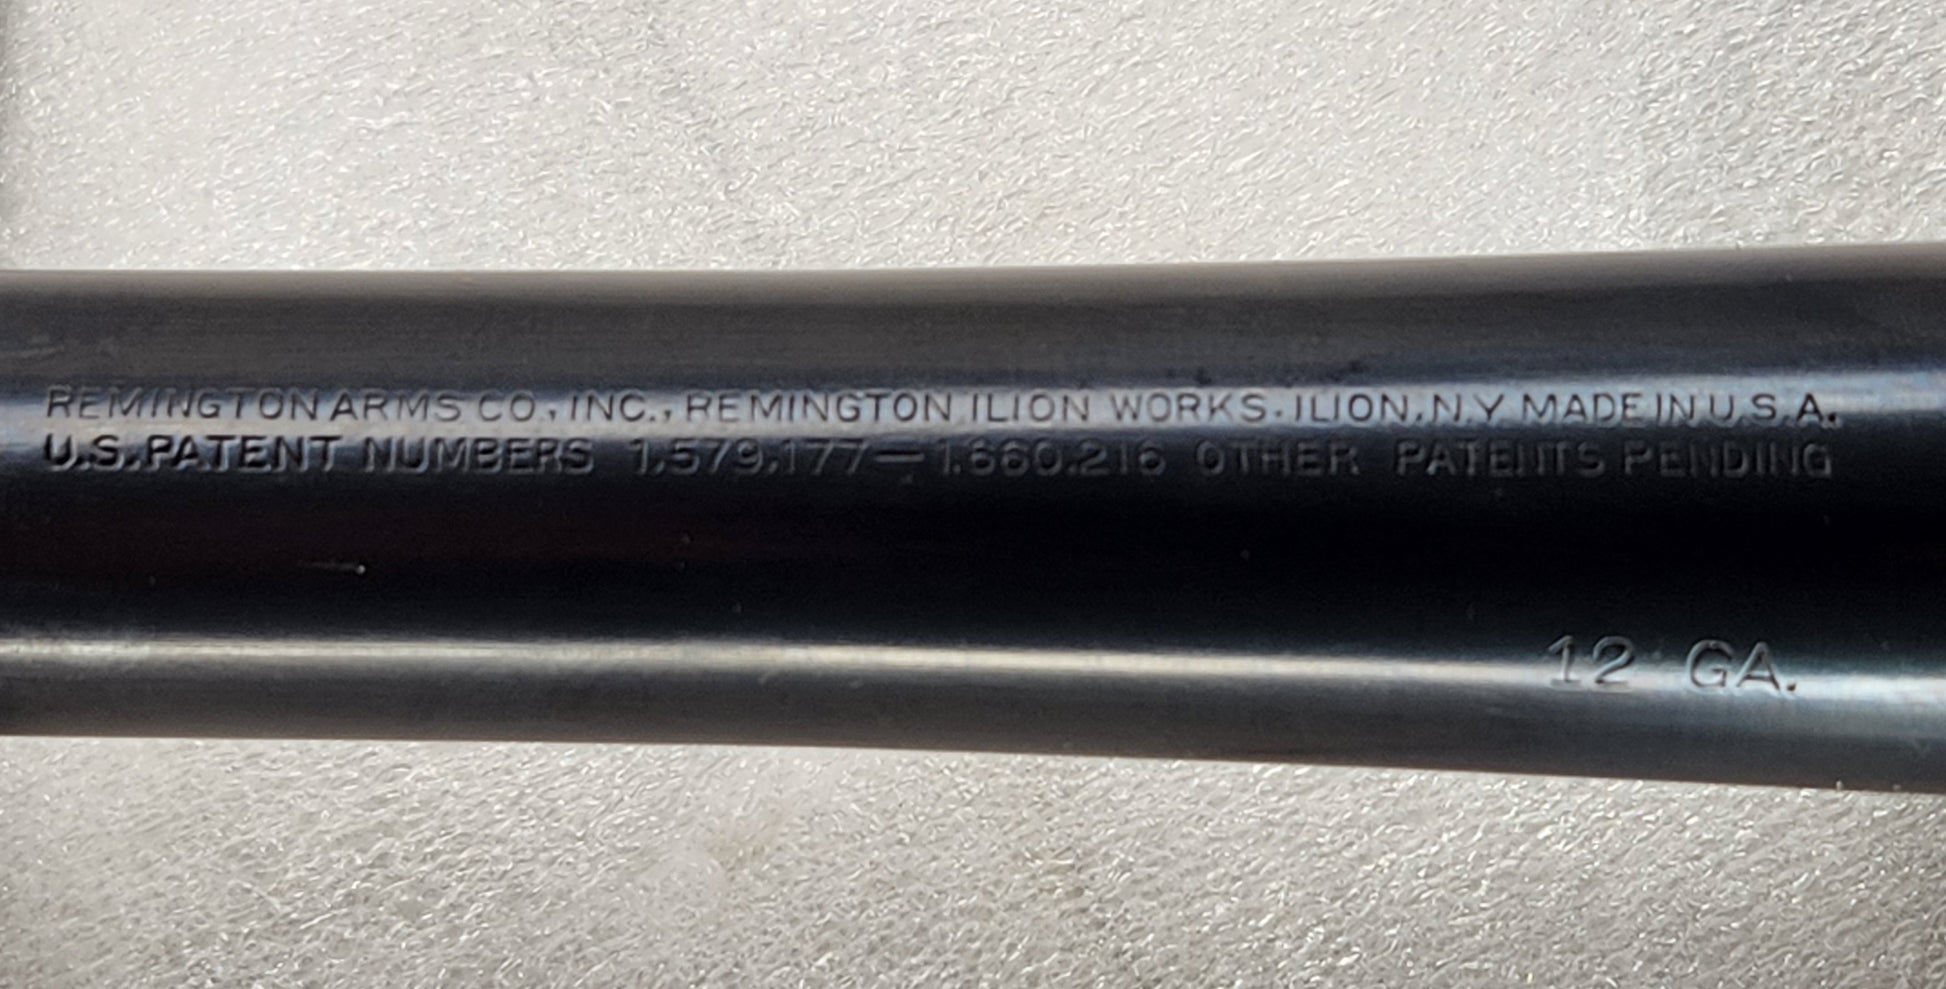 REMINGTON ARMS CO., INC., REMINGTON ILION WORKS. ILION, N.Y MADE IN U.S.A.
U.S. PATENT NUMBERS 1,579,177—1,660,216 OTHER PATENTS PENDING
12 GA.